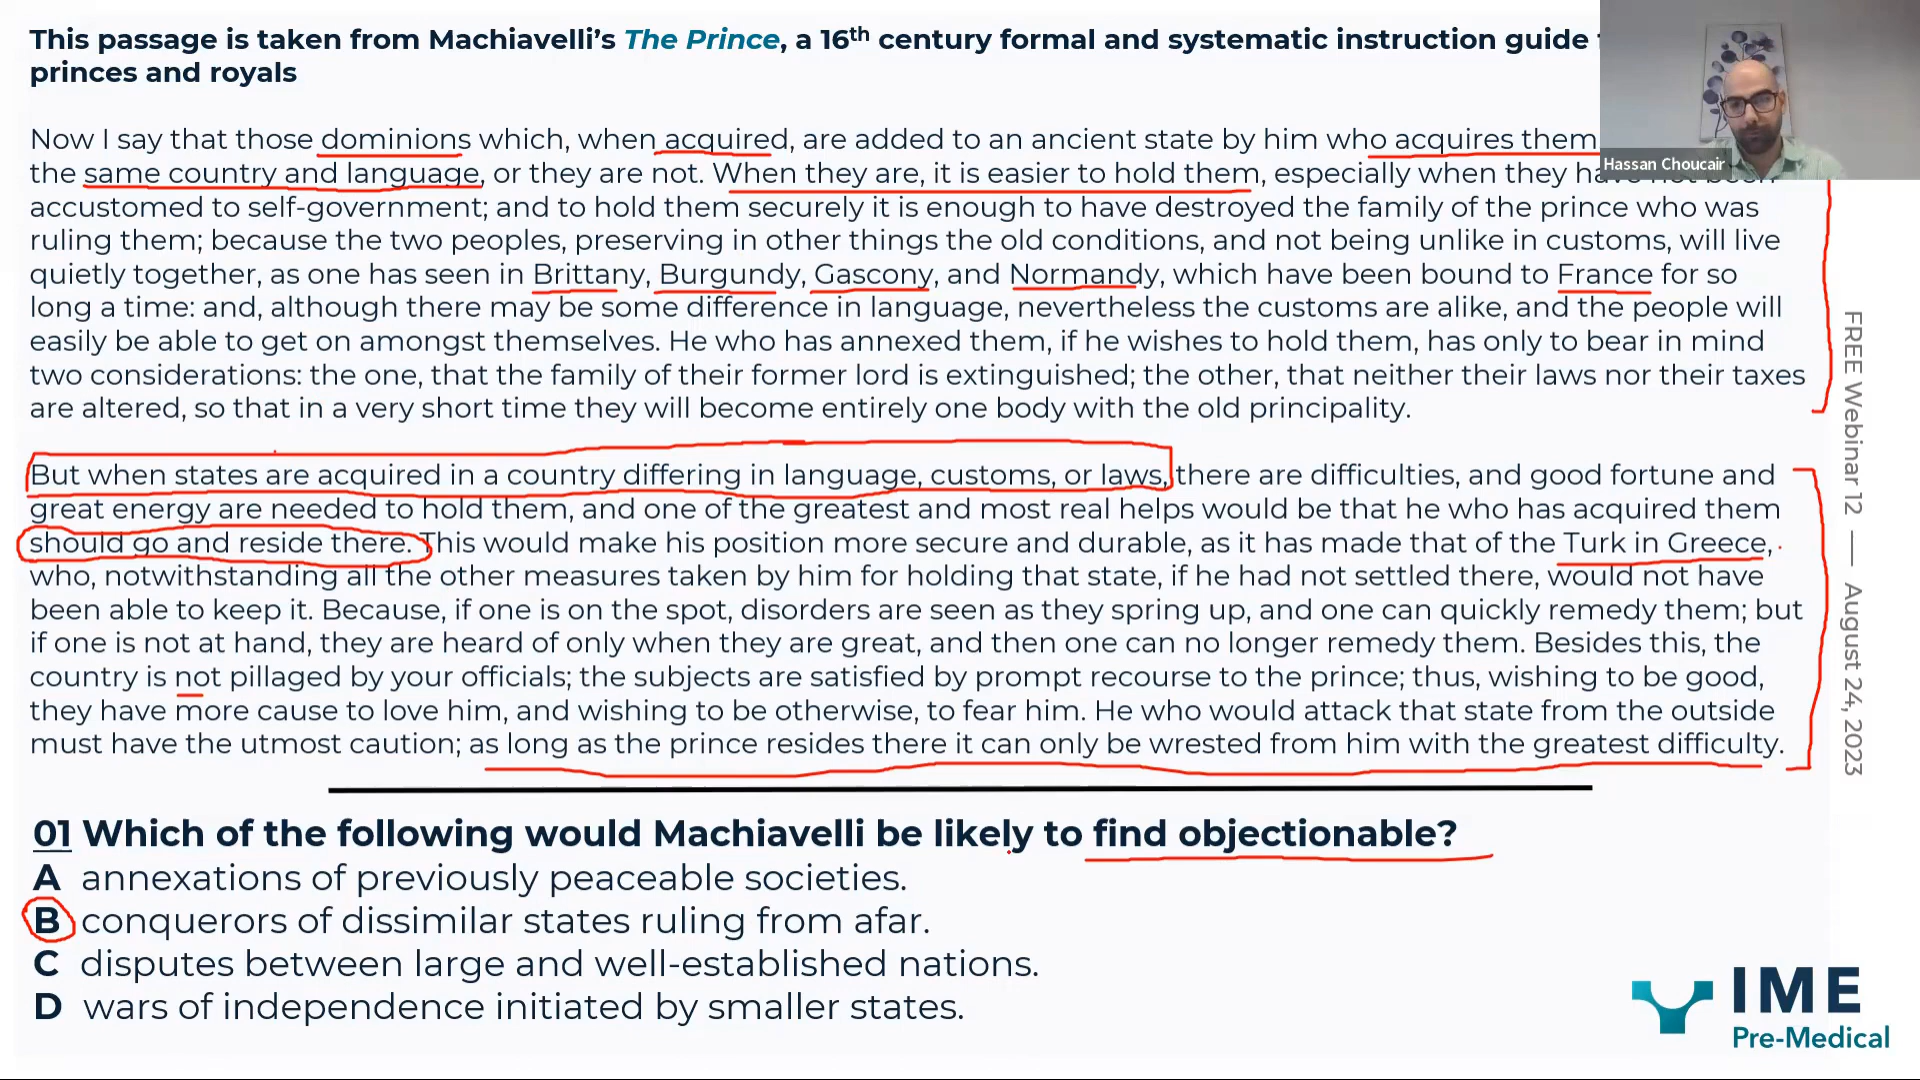 This passage is taken from Machiavelli's The Prince, a 16th century formal and systematic instruction guide
princes and royals
Hassan Choucair
Now I say that those dominions which, when acquired, are added to an ancient state by him who acquires them
the same country and language, or they are not. When they are, it is easier to hold them, especially when they have not been
accustomed to self-government; and to hold them securely it is enough to have destroyed the family of the prince who was
ruling them; because the two peoples, preserving in other things the old conditions, and not being unlike in customs, will live
quietly together, as one has seen in Brittany, Burgundy, Gascony, and Normandy, which have been bound to France for so
long a time: and, although there may be some difference in language, nevertheless the customs are alike, and the people will
easily be able to get on amongst themselves. He who has annexed them, if he wishes to hold them, has only to bear in mind
two considerations: the one, that the family of their former lord is extinguished; the other, that neither their laws nor their taxes
are altered, so that in a very short time they will become entirely one body with the old principality.
But when states are acquired in a country differing in language, customs, or laws, there are difficulties, and good fortune and
great energy are needed to hold them, and one of the greatest and most real helps would be that he who has acquired them
should go and reside there. This would make his position more secure and durable, as it has made that of the Turk in Greece,
who, notwithstanding all the other measures taken by him for holding that state, if he had not settled there, would not have
been able to keep it. Because, if one is on the spot, disorders are seen as they spring up, and one can quickly remedy them; but
if one is not at hand, they are heard of only when they are great, and then one can no longer remedy them. Besides this, the
country is not pillaged by your officials; the subjects are satisfied by prompt recourse to the prince; thus, wishing to be good,
they have more cause to love him, and wishing to be otherwise, to fear him. He who would attack that state from the outside
must have the utmost caution; as long as the prince resides there it can only be wrested from him with the greatest difficulty.
FREE Webinar 12 — August 24, 2023
01 Which of the following would Machiavelli be likely to find objectionable?
A annexations of previously peaceable societies.
B conquerors of dissimilar states ruling from afar.
C disputes between large and well-established nations.
D wars of independence initiated by smaller states.
IME
Pre-Medical